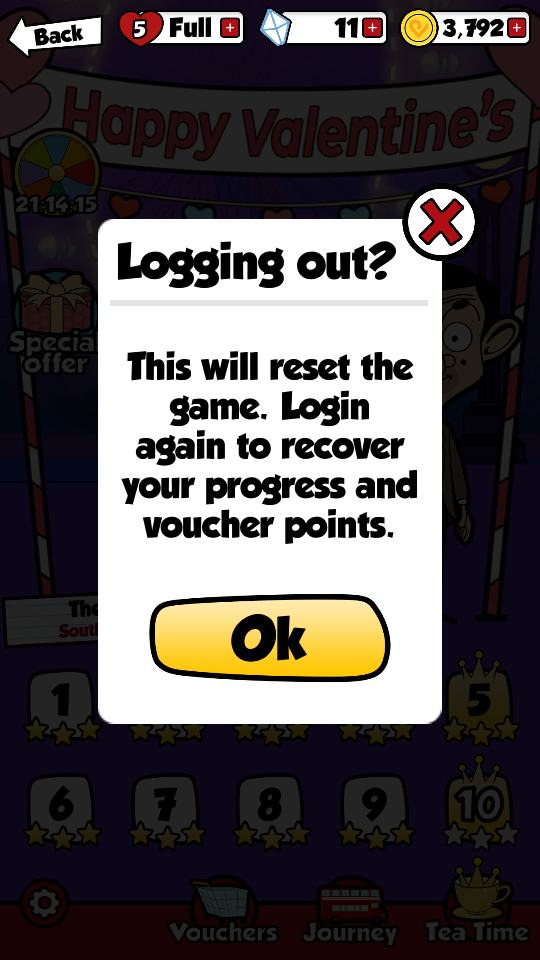 Back
5
Full
11
3,792
Happy Valentine's
21:14:15
Special
offer
Logging out?
This will reset the
game. Login
again to recover
your progress and
voucher points.
Ok
The
South
1
5
6
7
8
9
10
Vouchers
Journey
Tea Time